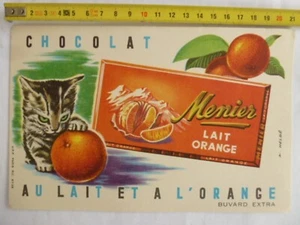 CHOCOLAT
Menier
LAIT
ORANGE
AU LAIT ET A L'ORANGE
BUVARD EXTRA